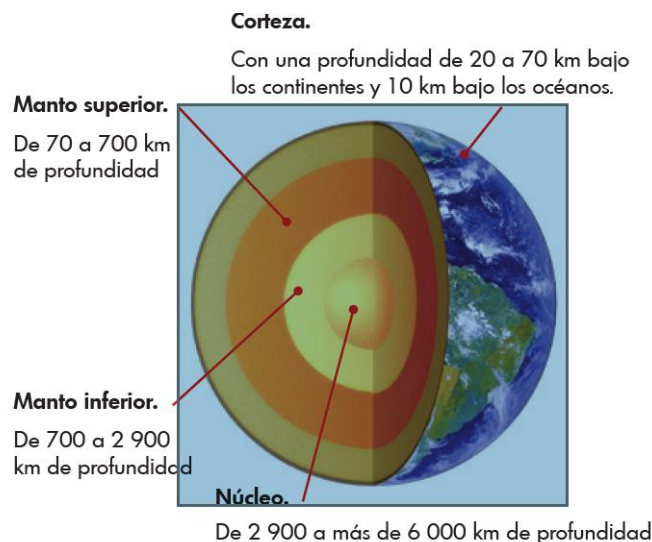 Corteza.
Con una profundidad de 20 a 70 km bajo
los continentes y 10 km bajo los océanos.
Manto superior.
De 70 a 700 km
de profundidad
Manto inferior.
De 700 a 2 900
km de profundidad
Núcleo.
De 2 900 a más de 6 000 km de profundidad